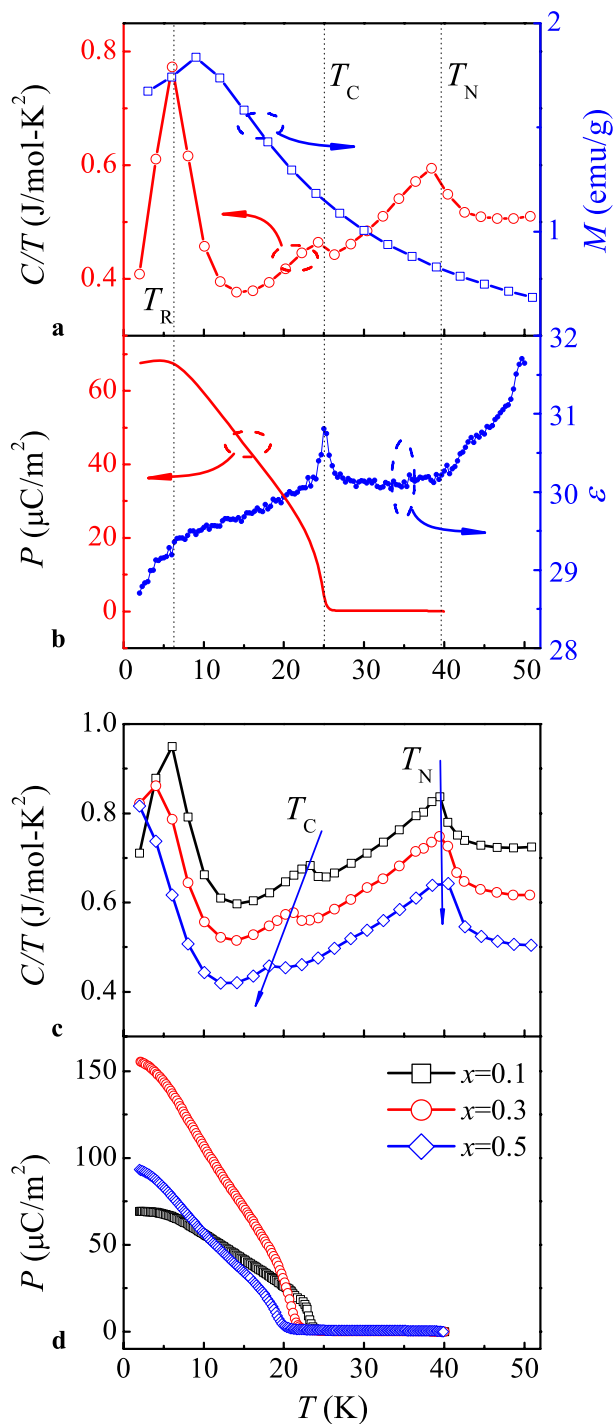 0.8
0.6
0.4
C/T (J/mol-K²)
T_C
T_N
T_R
2
1
M (emu/g)
a
60
40
20
0
P (μC/m²)
32
31
30
29
28
ε
b
0 10 20 30 40 50
1.0
0.8
0.6
0.4
C/T (J/mol-K²)
T_C
T_N
c
150
100
50
0
P (μC/m²)
x=0.1
x=0.3
x=0.5
d
0 10 20 30 40 50
T (K)